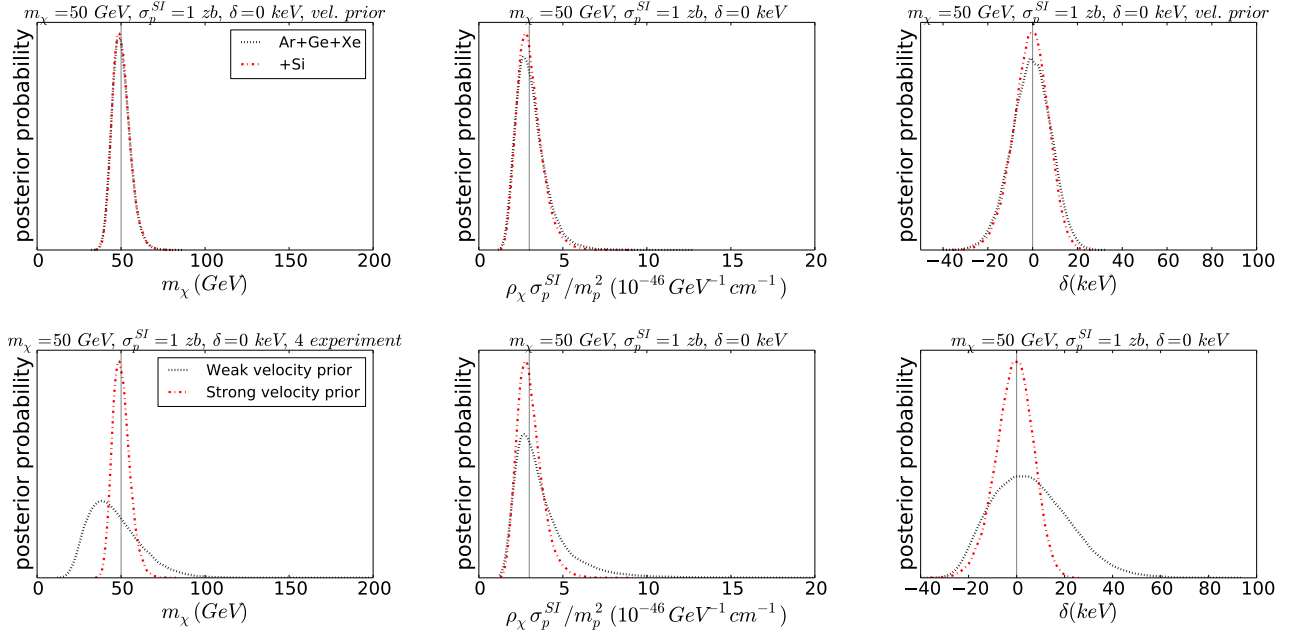 m_χ = 50 GeV, σ_p^{SI} = 1 zb, δ = 0 keV, vel. prior
m_χ = 50 GeV, σ_p^{SI} = 1 zb, δ = 0 keV
m_χ = 50 GeV, σ_p^{SI} = 1 zb, δ = 0 keV, vel. prior
posterior probability
Ar+Ge+Xe
+Si
posterior probability
posterior probability
0 50 100 150 200
0 5 10 15 20
−40 −20 0 20 40 60 80 100
m_χ (GeV)
ρ_χ σ_p^{SI}/m_p^2 (10^{−46} GeV^{−1} cm^{−1})
δ(keV)
m_χ = 50 GeV, σ_p^{SI} = 1 zb, δ = 0 keV, 4 experiment
m_χ = 50 GeV, σ_p^{SI} = 1 zb, δ = 0 keV
m_χ = 50 GeV, σ_p^{SI} = 1 zb, δ = 0 keV
posterior probability
Weak velocity prior
Strong velocity prior
posterior probability
posterior probability
0 50 100 150 200
0 5 10 15 20
−40 −20 0 20 40 60 80 100
m_χ (GeV)
ρ_χ σ_p^{SI}/m_p^2 (10^{−46} GeV^{−1} cm^{−1})
δ(keV)